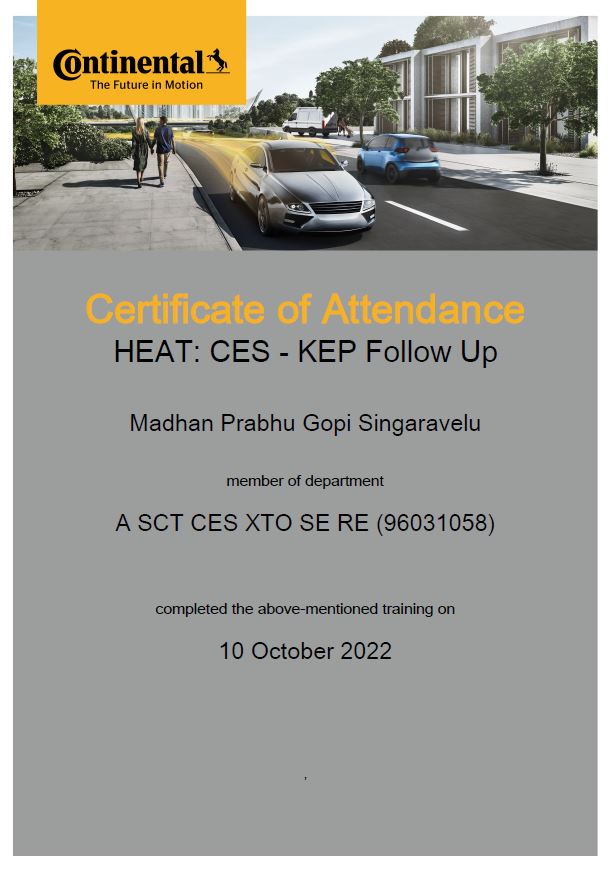 Continental
The Future in Motion
Certificate of Attendance
HEAT: CES - KEP Follow Up
Madhan Prabhu Gopi Singaravelu
member of department
A SCT CES XTO SE RE (96031058)
completed the above-mentioned training on
10 October 2022
,